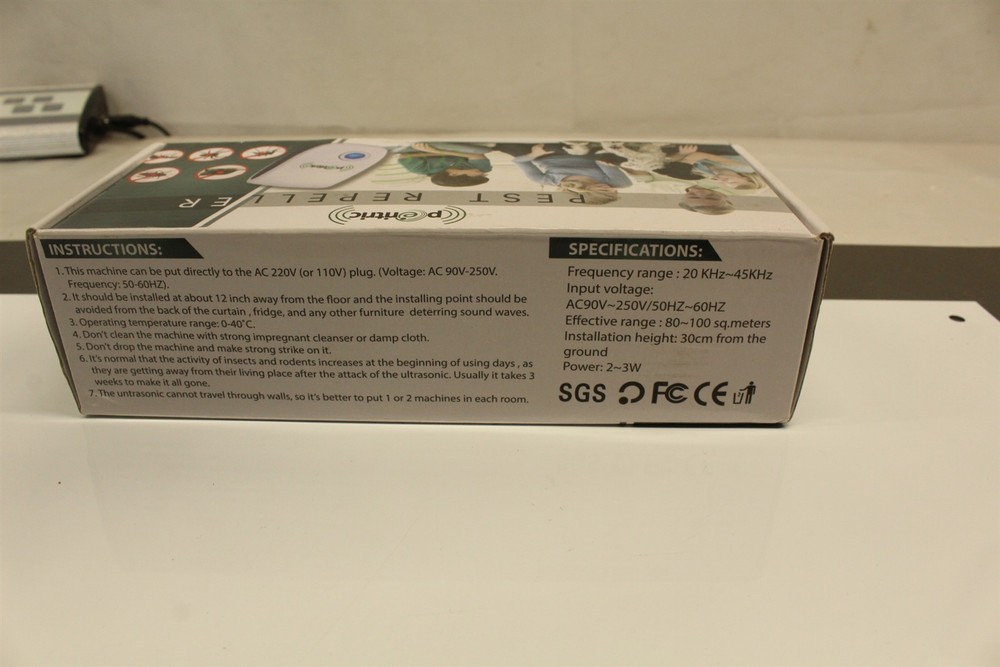 PEST REPELLER
pentric
INSTRUCTIONS:
1. This machine can be put directly to the AC 220V (or 110V) plug. (Voltage: AC 90V-250V.
Frequency: 50-60HZ).
2. It should be installed at about 12 inch away from the floor and the installing point should be
avoided from the back of the curtain , fridge, and any other furniture deterring sound waves.
3. Operating temperature range: 0-40°C.
4. Don't clean the machine with strong impregnant cleanser or damp cloth.
5. Don't drop the machine and make strong strike on it.
6. It's normal that the activity of insects and rodents increases at the beginning of using days , as
they are getting away from their living place after the attack of the ultrasonic. Usually it takes 3
weeks to make it all gone.
7. The untrasonic cannot travel through walls, so it's better to put 1 or 2 machines in each room.
SPECIFICATIONS:
Frequency range : 20 KHz~45KHz
Input voltage:
AC90V~250V/50HZ~60HZ
Effective range : 80~100 sq.meters
Installation height: 30cm from the
ground
Power: 2~3W
SGS FC CE